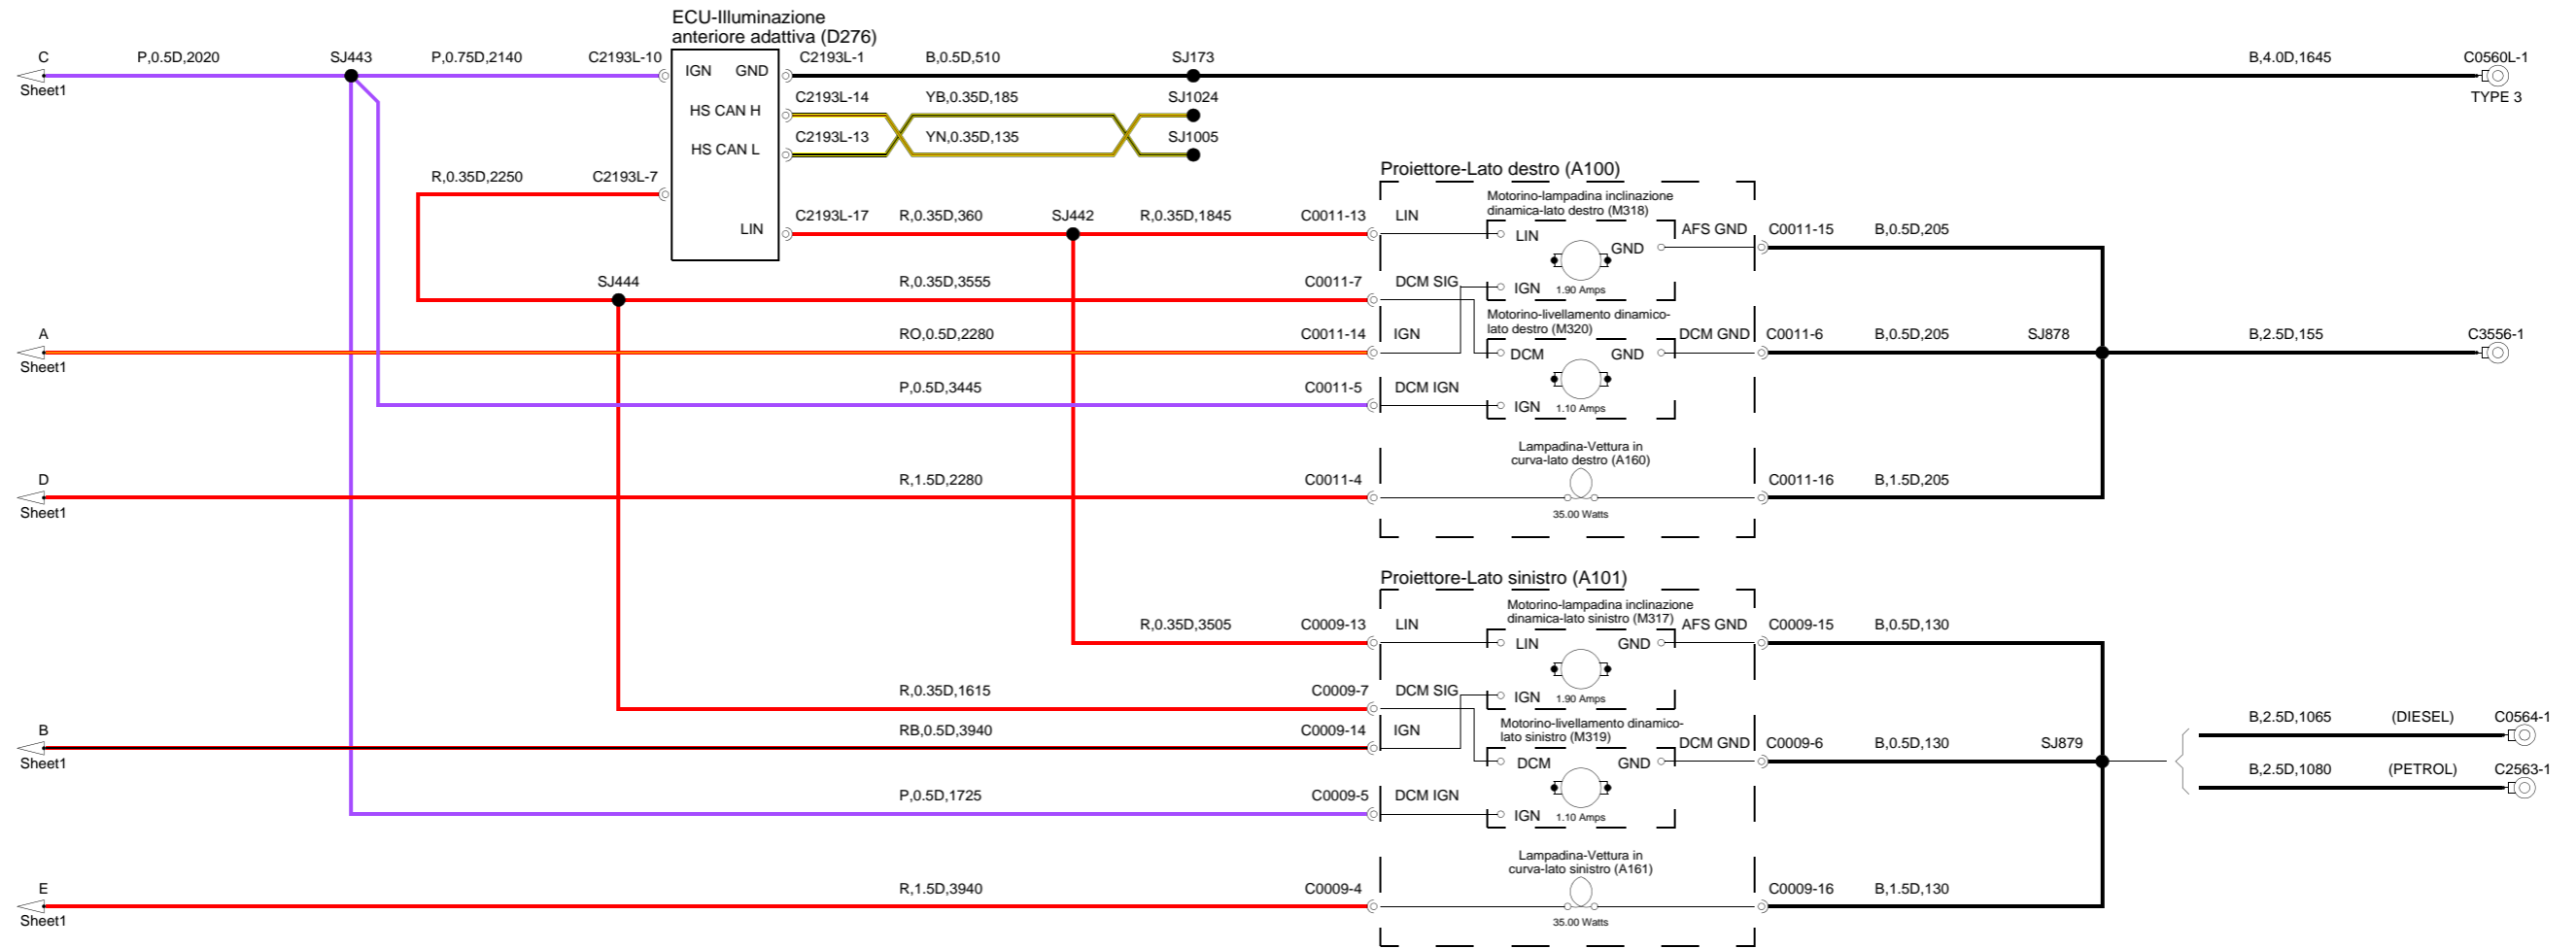 ECU-Illuminazione
anteriore adattiva (D276)
C
P,0.5D,2020
SJ443
P,0.75D,2140
C2193L-10
IGN
GND
C2193L-1
B,0.5D,510
SJ173
B,4.0D,1645
C0560L-1
Sheet1
TYPE 3
HS CAN H
C2193L-14
YB,0.35D,185
SJ1024
HS CAN L
C2193L-13
YN,0.35D,135
SJ1005
R,0.35D,2250
C2193L-7
LIN
C2193L-17
R,0.35D,360
SJ442
R,0.35D,1845
C0011-13
Proiettore-Lato destro (A100)
Motorino-lampadina inclinazione
dinamica-lato destro (M318)
LIN
LIN
GND
AFS GND
C0011-15
B,0.5D,205
SJ444
R,0.35D,3555
C0011-7
DCM SIG
IGN
1.90 Amps
A
Sheet1
RO,0.5D,2280
C0011-14
IGN
Motorino-livellamento dinamico-
lato destro (M320)
DCM
GND
DCM GND
C0011-6
B,0.5D,205
SJ878
B,2.5D,155
C3556-1
P,0.5D,3445
C0011-5
DCM IGN
IGN
1.10 Amps
D
Sheet1
R,1.5D,2280
C0011-4
Lampadina-Vettura in
curva-lato destro (A160)
35.00 Watts
C0011-16
B,1.5D,205
Proiettore-Lato sinistro (A101)
Motorino-lampadina inclinazione
dinamica-lato sinistro (M317)
R,0.35D,3505
C0009-13
LIN
LIN
GND
AFS GND
C0009-15
B,0.5D,130
R,0.35D,1615
C0009-7
DCM SIG
IGN
1.90 Amps
B
Sheet1
RB,0.5D,3940
C0009-14
IGN
Motorino-livellamento dinamico-
lato sinistro (M319)
DCM
GND
DCM GND
C0009-6
B,0.5D,130
SJ879
B,2.5D,1065
(DIESEL)
C0564-1
B,2.5D,1080
(PETROL)
C2563-1
P,0.5D,1725
C0009-5
DCM IGN
IGN
1.10 Amps
E
Sheet1
R,1.5D,3940
C0009-4
Lampadina-Vettura in
curva-lato sinistro (A161)
35.00 Watts
C0009-16
B,1.5D,130